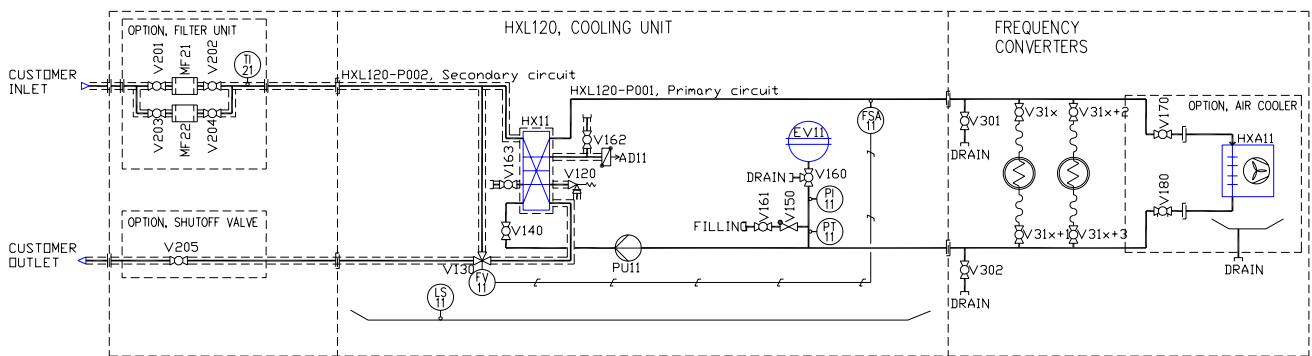 OPTION, FILTER UNIT
HXL120, COOLING UNIT
FREQUENCY
CONVERTERS
V201
MF21
V202
TI
21
CUSTOMER
INLET
HXL120-P002, Secondary circuit
HXL120-P001, Primary circuit
V203
MF22
V204
HX11
V162
AD11
V163
V120
V140
EV11
DRAIN
V160
V161
V150
PI
11
FILLING
PT
11
FSA
11
V301
DRAIN
V31x
V31x+2
V31x+1
V31x+3
OPTION, AIR COOLER
V170
HXA11
V180
DRAIN
OPTION, SHUTOFF VALVE
V205
CUSTOMER
OUTLET
V130
FV
11
PU11
LS
11
V302
DRAIN